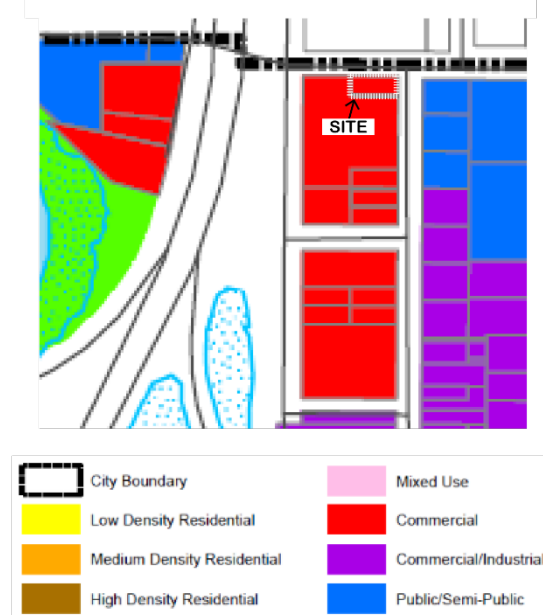 SITE
City Boundary
Mixed Use
Low Density Residential
Commercial
Medium Density Residential
Commercial/Industrial
High Density Residential
Public/Semi-Public